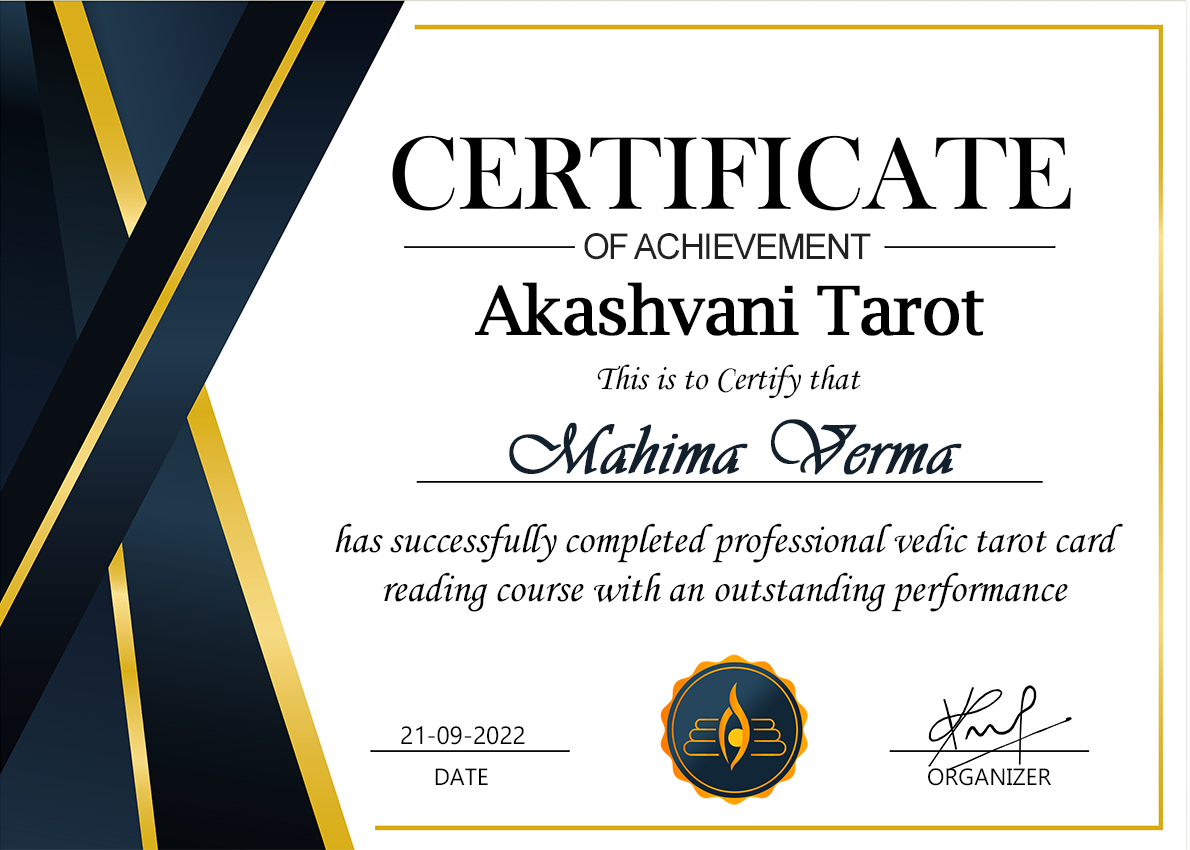 CERTIFICATE
OF ACHIEVEMENT
Akashvani Tarot
This is to Certify that
Mahima Verma
has successfully completed professional vedic tarot card
reading course with an outstanding performance
21-09-2022
DATE
ORGANIZER